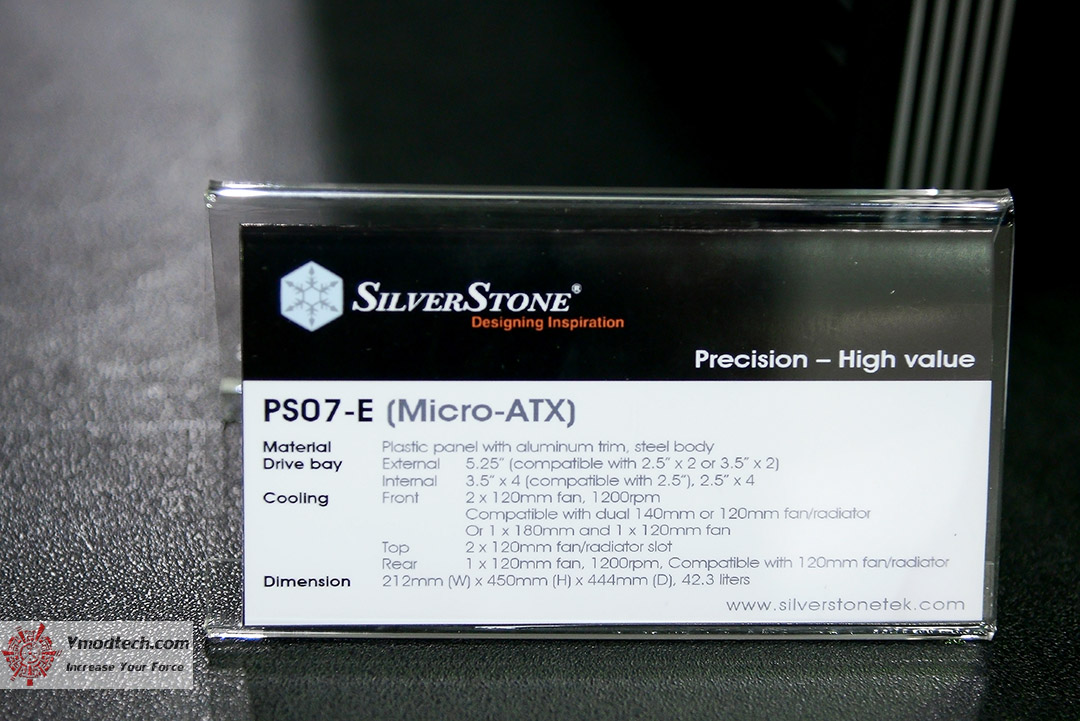 SILVERSTONE®
Designing Inspiration
Precision – High value
PS07-E (Micro-ATX)
Material Plastic panel with aluminum trim, steel body
Drive bay External 5.25″ (compatible with 2.5″ x 2 or 3.5″ x 2)
Internal 3.5″ x 4 (compatible with 2.5″), 2.5″ x 4
Cooling Front 2 x 120mm fan, 1200rpm
Compatible with dual 140mm or 120mm fan/radiator
Or 1 x 180mm and 1 x 120mm fan
Top 2 x 120mm fan/radiator slot
Rear 1 x 120mm fan, 1200rpm, Compatible with 120mm fan/radiator
Dimension 212mm (W) x 450mm (H) x 444mm (D), 42.3 liters
www.silverstonetek.com
Vmodtech.com
Increase Your Force